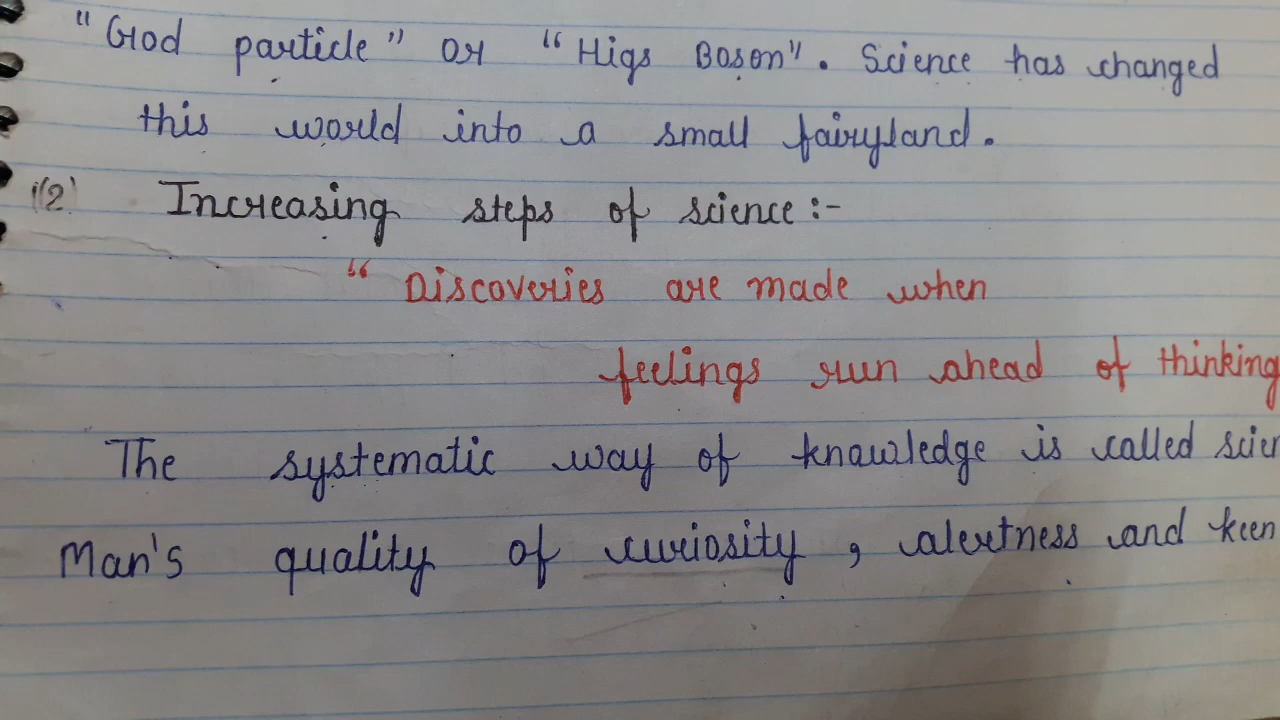 "God particle" or "Higs Boson". Science has changed
this world into a small fairyland.
(2) Increasing steps of science :-
" Discoveries are made when
feelings run ahead of thinking
The systematic way of knowledge is called scien
Man's quality of curiosity , alertness and keen